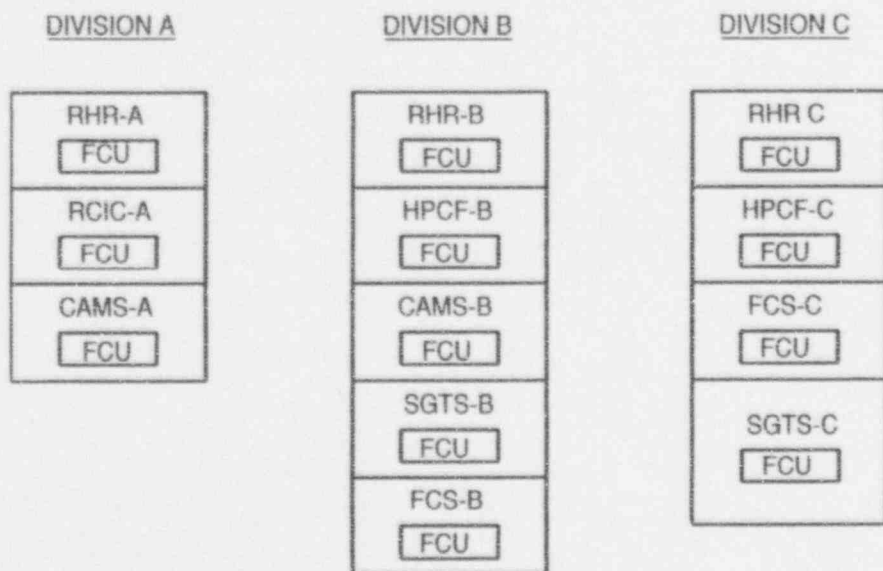 DIVISION A
RHR-A
FCU
RCIC-A
FCU
CAMS-A
FCU
DIVISION B
RHR-B
FCU
HPCF-B
FCU
CAMS-B
FCU
SGTS-B
FCU
FCS-B
FCU
DIVISION C
RHR C
FCU
HPCF-C
FCU
FCS-C
FCU
SGTS-C
FCU